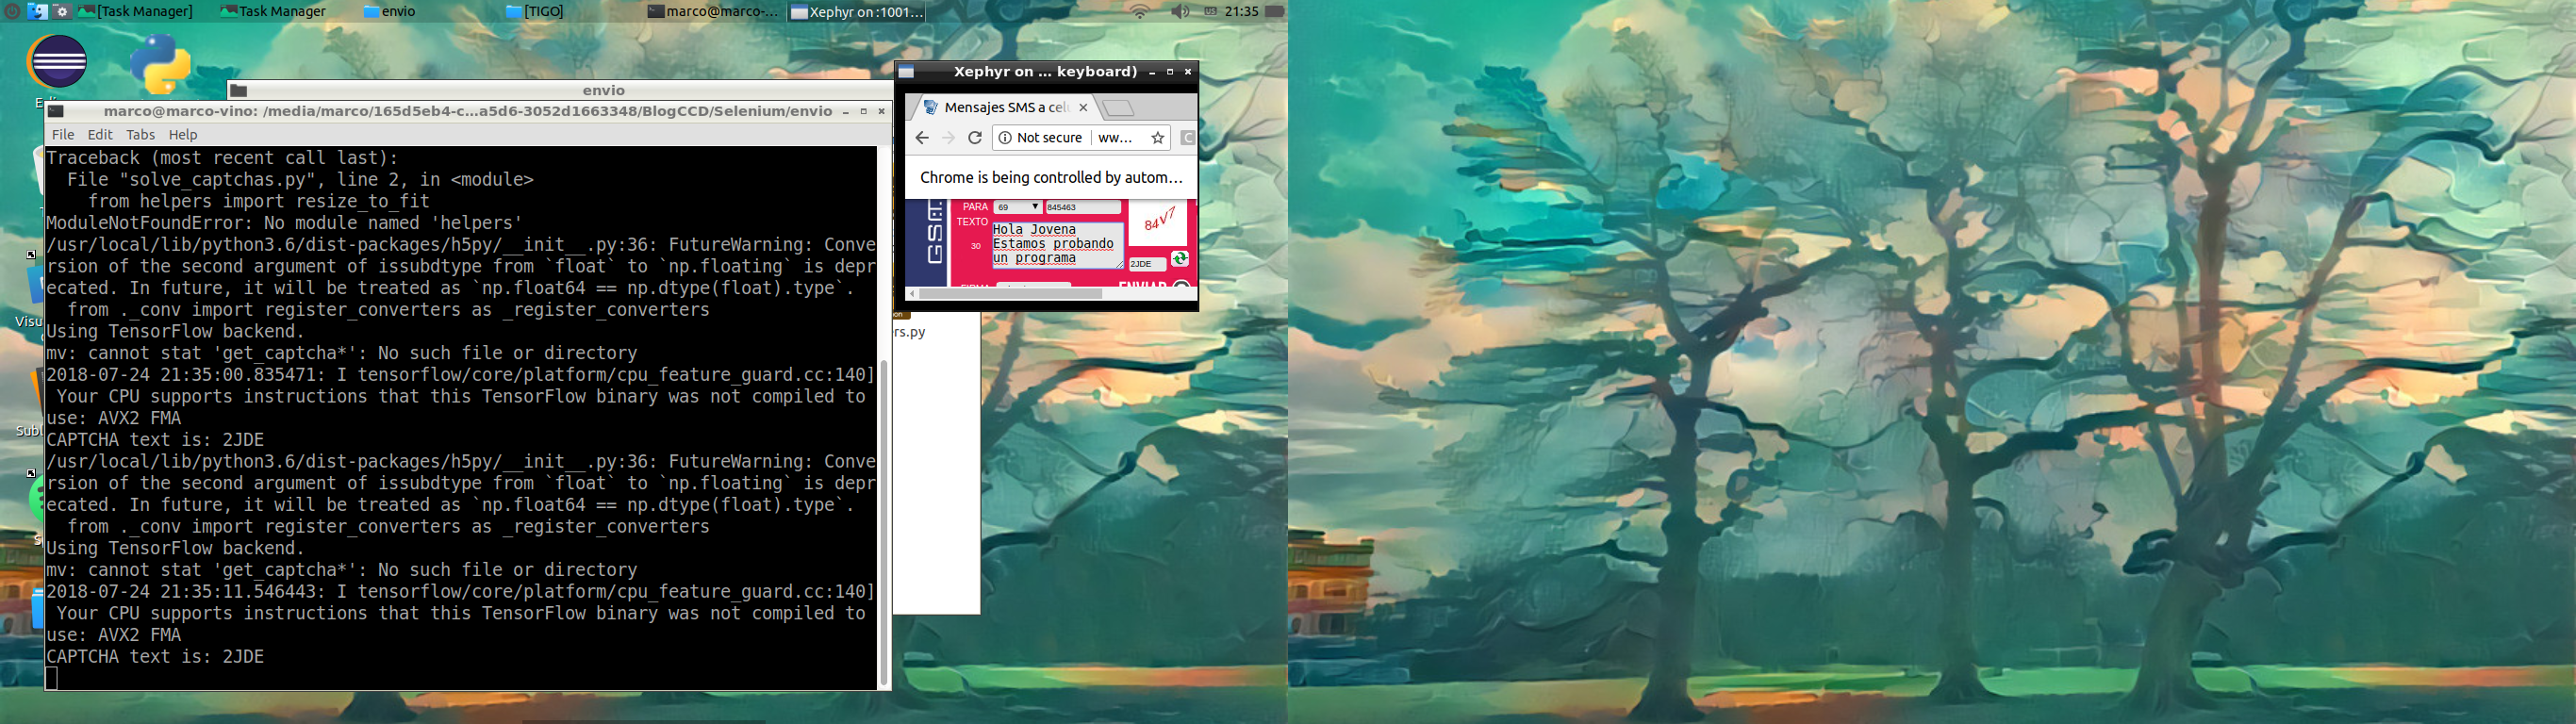 [Task Manager]
Task Manager
envio
[TIGO]
marco@marco-...
Xephyr on :1001...
21:35
envio
marco@marco-vino: /media/marco/165d5eb4-c...a5d6-3052d1663348/BlogCCD/Selenium/envio
File Edit Tabs Help
Traceback (most recent call last):
  File "solve_captchas.py", line 2, in <module>
    from helpers import resize_to_fit
ModuleNotFoundError: No module named 'helpers'
/usr/local/lib/python3.6/dist-packages/h5py/__init__.py:36: FutureWarning: Conve
rsion of the second argument of issubdtype from `float` to `np.floating` is depr
ecated. In future, it will be treated as `np.float64 == np.dtype(float).type`.
  from ._conv import register_converters as _register_converters
Using TensorFlow backend.
mv: cannot stat 'get_captcha*': No such file or directory
2018-07-24 21:35:00.835471: I tensorflow/core/platform/cpu_feature_guard.cc:140]
 Your CPU supports instructions that this TensorFlow binary was not compiled to
use: AVX2 FMA
CAPTCHA text is: 2JDE
/usr/local/lib/python3.6/dist-packages/h5py/__init__.py:36: FutureWarning: Conve
rsion of the second argument of issubdtype from `float` to `np.floating` is depr
ecated. In future, it will be treated as `np.float64 == np.dtype(float).type`.
  from ._conv import register_converters as _register_converters
Using TensorFlow backend.
mv: cannot stat 'get_captcha*': No such file or directory
2018-07-24 21:35:11.546443: I tensorflow/core/platform/cpu_feature_guard.cc:140]
 Your CPU supports instructions that this TensorFlow binary was not compiled to
use: AVX2 FMA
CAPTCHA text is: 2JDE
Xephyr on ... keyboard)
Mensajes SMS a celu
Not secure ww...
Chrome is being controlled by autom...
GSM
PARA 69 845463
TEXTO
30
Hola Jovena
Estamos probando
un programa
84V7
2JDE
ENVIAR
rs.py
Visu
Subl